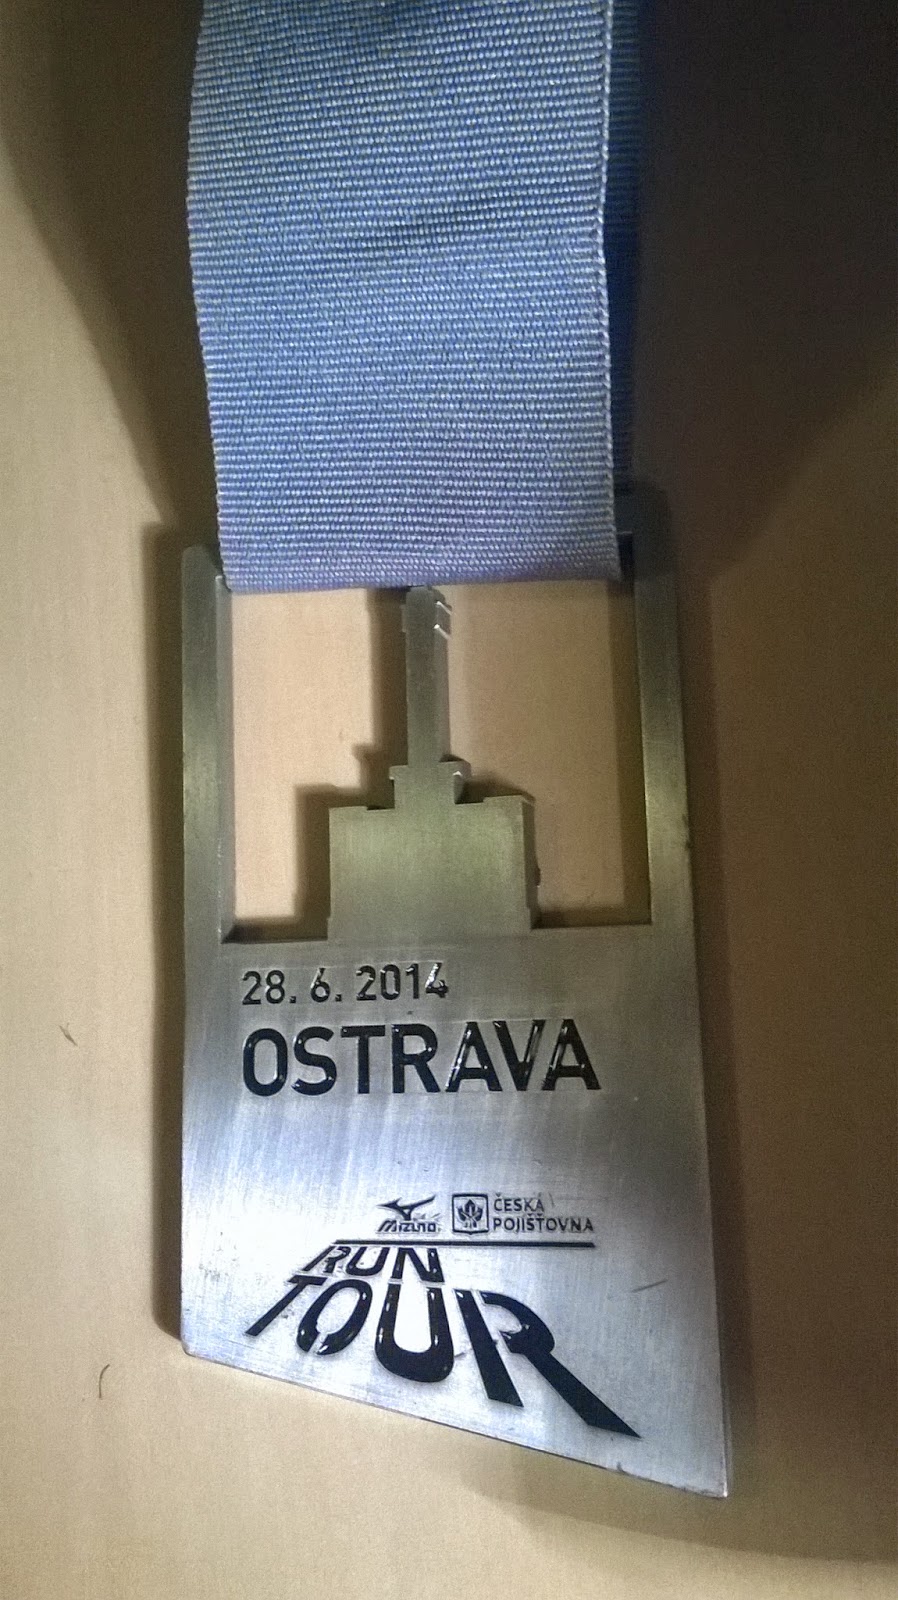 28. 6. 2014
OSTRAVA
MIZUNO ČESKÁ
POJIŠŤOVNA
RUN
TOUR